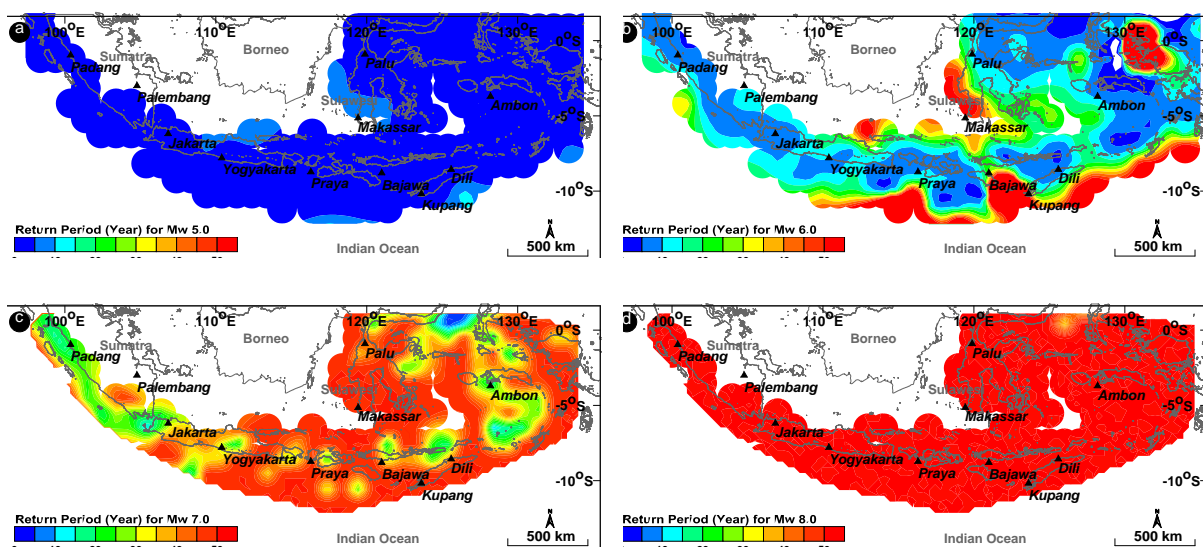 a
100°E
110°E
120°E
130°E
0°S
Sumatra
Borneo
Padang
Palu
Palembang
Ambon
-5°S
Makassar
Jakarta
Yogyakarta
Praya
Bajawa
Dili
-10°S
Kupang
Return Period (Year) for Mw 5.0
N
Indian Ocean
500 km
100°E
110°E
120°E
130°E
0°S
Sumatra
Borneo
Padang
Palu
Palembang
Ambon
-5°S
Makassar
Jakarta
Yogyakarta
Praya
Bajawa
Dili
-10°S
Kupang
Return Period (Year) for Mw 6.0
N
Indian Ocean
500 km
c
100°E
110°E
120°E
130°E
0°S
Sumatra
Borneo
Padang
Palu
Palembang
Ambon
-5°S
Makassar
Jakarta
Yogyakarta
Praya
Bajawa
Dili
-10°S
Kupang
Return Period (Year) for Mw 7.0
N
Indian Ocean
500 km
d
100°E
110°E
120°E
130°E
0°S
Sumatra
Borneo
Padang
Palu
Palembang
Sulawesi
Ambon
-5°S
Makassar
Jakarta
Yogyakarta
Praya
Bajawa
Dili
-10°S
Kupang
Return Period (Year) for Mw 8.0
N
Indian Ocean
500 km